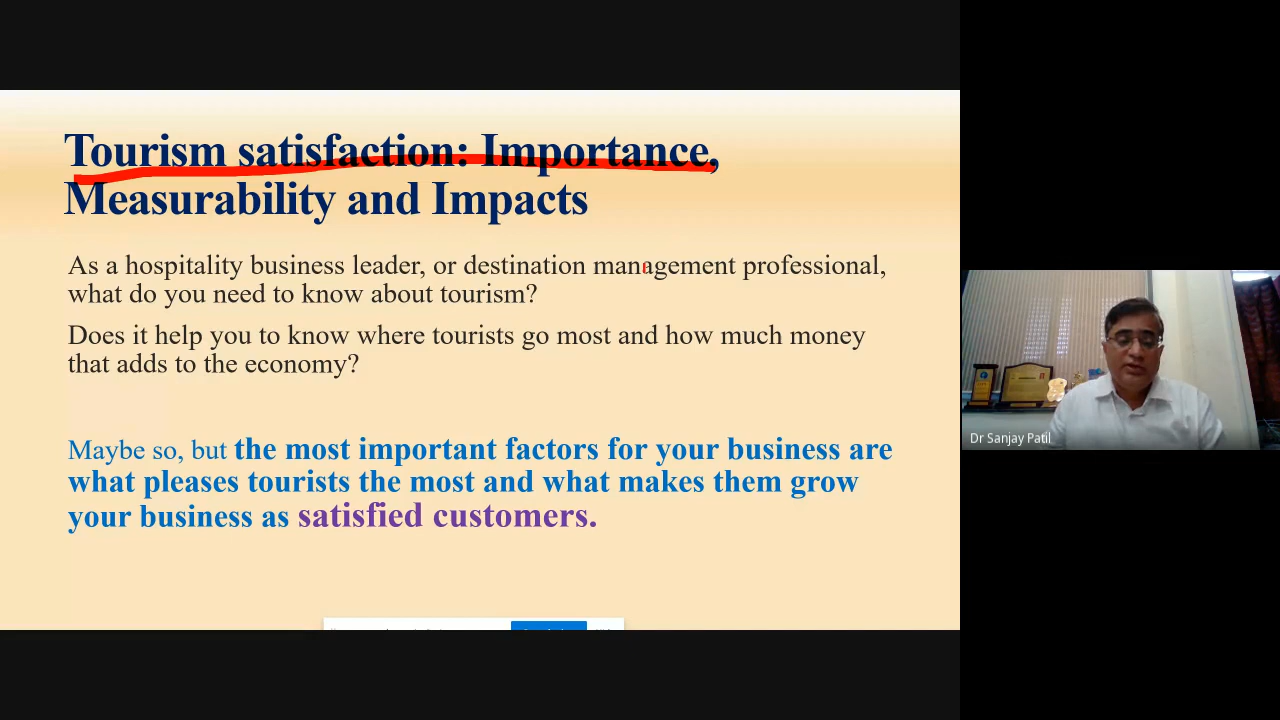 Tourism satisfaction: Importance,
Measurability and Impacts
As a hospitality business leader, or destination management professional,
what do you need to know about tourism?
Does it help you to know where tourists go most and how much money
that adds to the economy?
Maybe so, but the most important factors for your business are
what pleases tourists the most and what makes them grow
your business as satisfied customers.
Dr Sanjay Patil